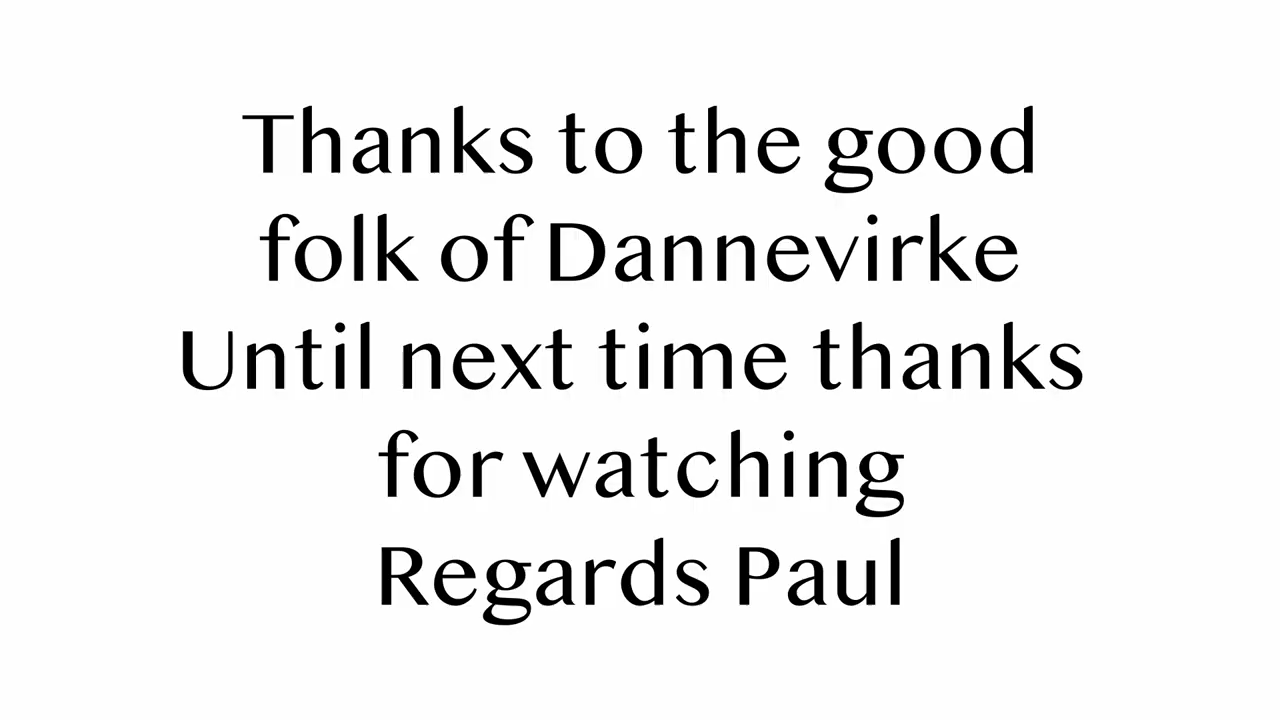 Thanks to the good
folk of Dannevirke
Until next time thanks
for watching
Regards Paul